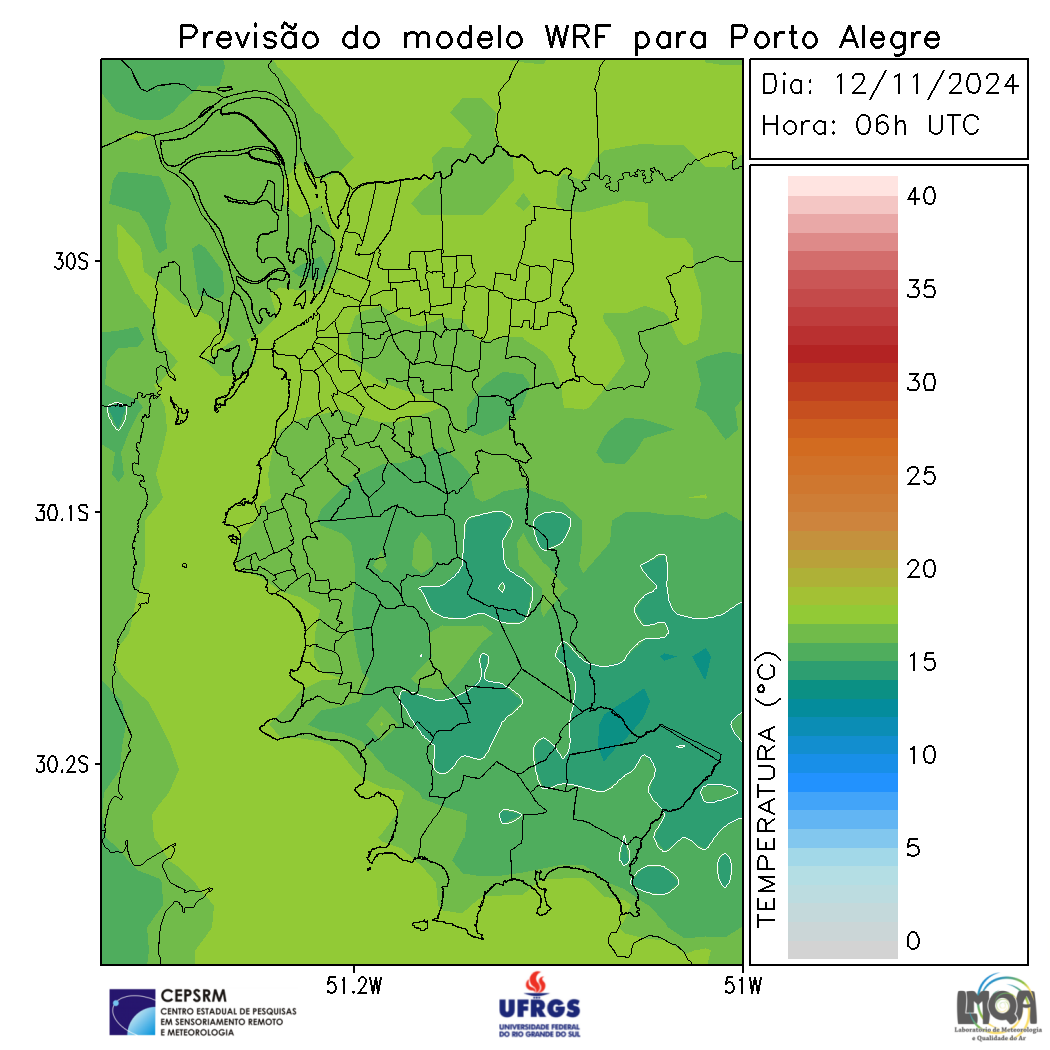 Previsão do modelo WRF para Porto Alegre
Dia: 12/11/2024
Hora: 06h UTC
40
35
30
25
20
15
10
5
0
TEMPERATURA (°C)
30S
30.1S
30.2S
51.2W
51W
CEPSRM
CENTRO ESTADUAL DE PESQUISAS
EM SENSORIAMENTO REMOTO
E METEOROLOGIA
UFRGS
UNIVERSIDADE FEDERAL
DO RIO GRANDE DO SUL
LMQA
Laboratório de Meteorologia
e Qualidade do Ar